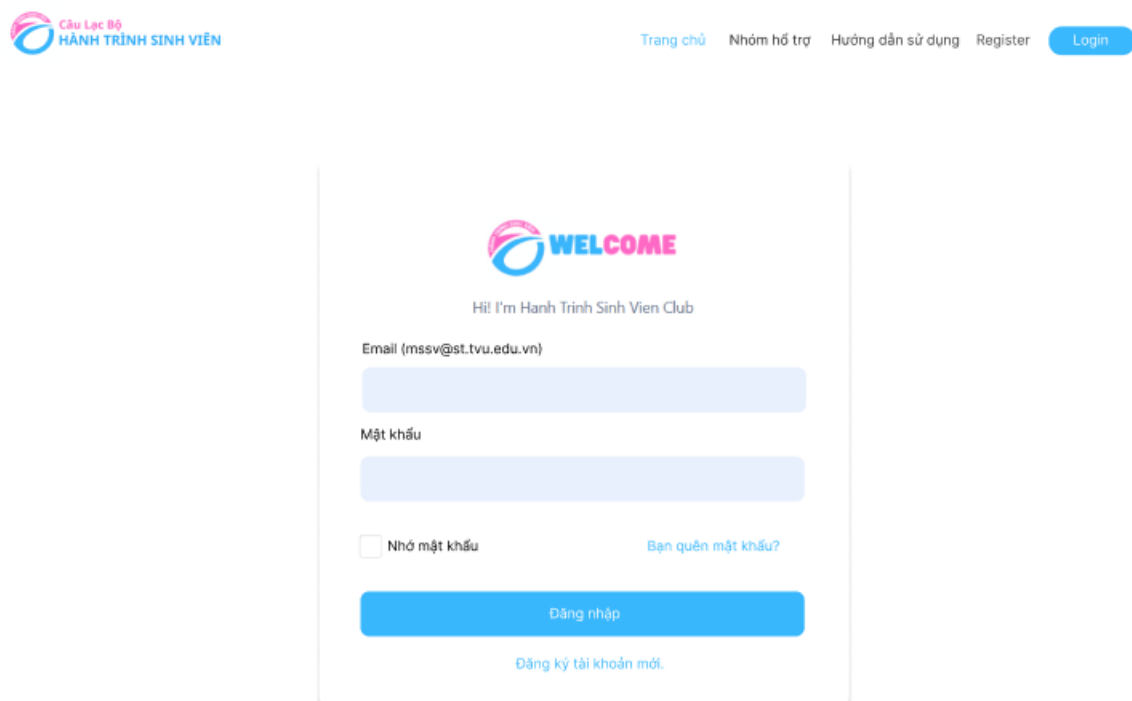 Câu Lạc Bộ
HÀNH TRÌNH SINH VIÊN
Trang chủ Nhóm hổ trợ Hướng dẫn sử dụng Register Login
WELCOME
Hi! I'm Hanh Trinh Sinh Vien Club
Email (mssv@st.tvu.edu.vn)
Mật khẩu
Nhớ mật khẩu Bạn quên mật khẩu?
Đăng nhập
Đăng ký tài khoản mới.